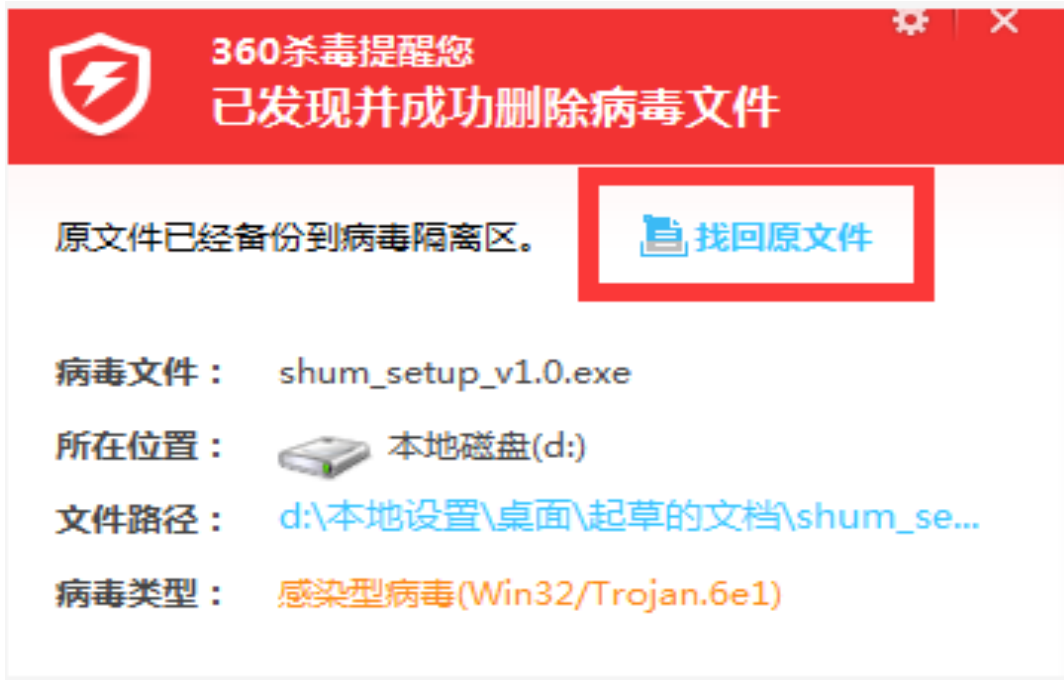 360杀毒提醒您
已发现并成功删除病毒文件
原文件已经备份到病毒隔离区。 找回原文件
病毒文件： shum_setup_v1.0.exe
所在位置： 本地磁盘(d:)
文件路径： d:\本地设置\桌面\起草的文档\shum_se...
病毒类型： 感染型病毒(Win32/Trojan.6e1)